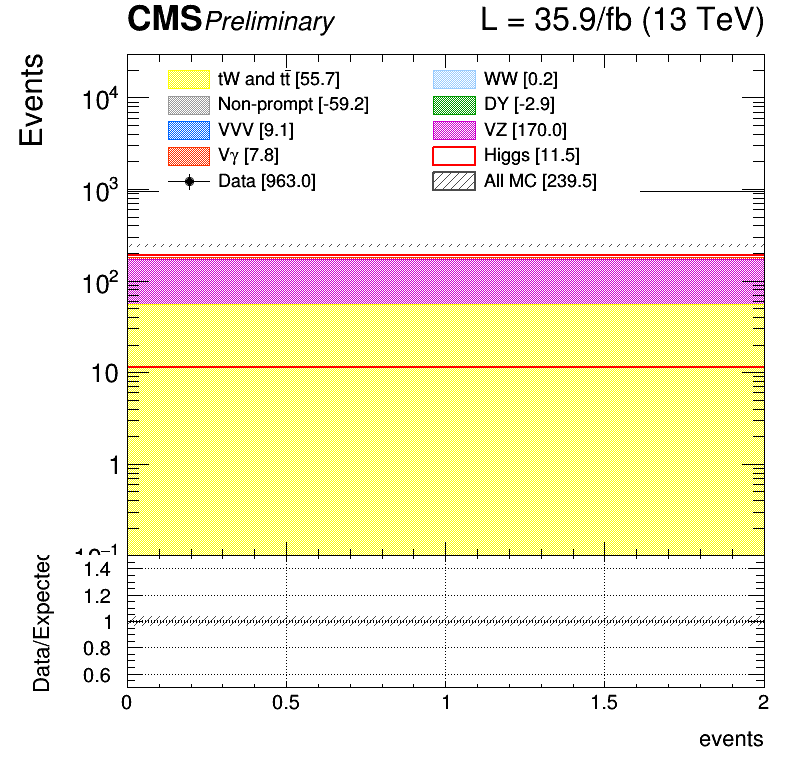 CMS Preliminary L = 35.9/fb (13 TeV)
Events
tW and tt̄ [55.7] WW [0.2]
Non-prompt [-59.2] DY [-2.9]
VVV [9.1] VZ [170.0]
Vγ [7.8] Higgs [11.5]
Data [963.0] All MC [239.5]
10⁴
10³
10²
10
1
10⁻¹
Data/Expected
1.4
1.2
1
0.8
0.6
0 0.5 1 1.5 2
events